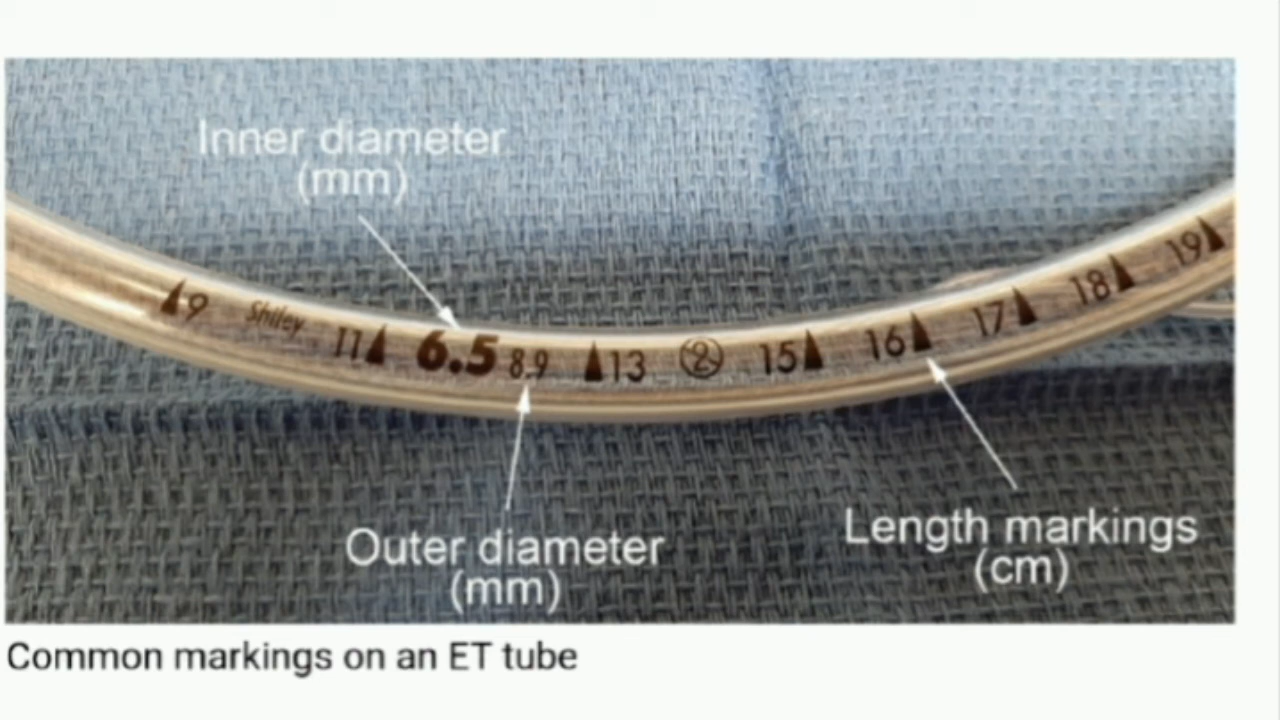 Inner diameter
(mm)
9 Shiley 11 6.5 8.9 13 2 15 16 17 18 19
Outer diameter
(mm)
Length markings
(cm)
Common markings on an ET tube